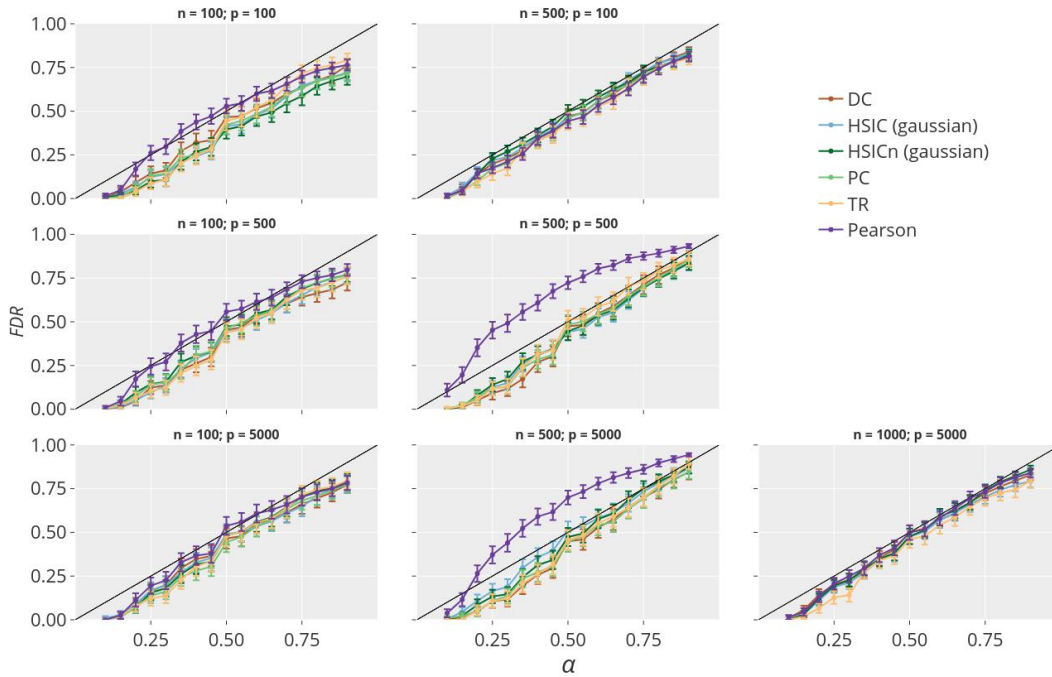 n = 100; p = 100
n = 500; p = 100
1.00
0.75
0.50
0.25
0.00
DC
HSIC (gaussian)
HSICn (gaussian)
PC
TR
Pearson
n = 100; p = 500
n = 500; p = 500
1.00
0.75
0.50
0.25
0.00
FDR
n = 100; p = 5000
n = 500; p = 5000
n = 1000; p = 5000
1.00
0.75
0.50
0.25
0.00
0.25 0.50 0.75
0.25 0.50 0.75
0.25 0.50 0.75
α